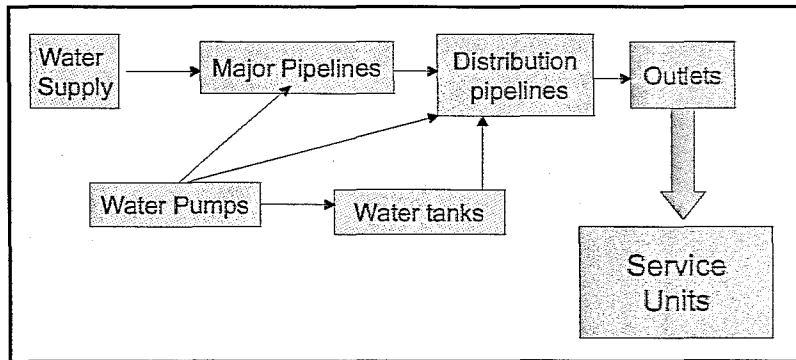 Water
Supply
Major Pipelines
Distribution
pipelines
Outlets
Water Pumps
Water tanks
Service
Units